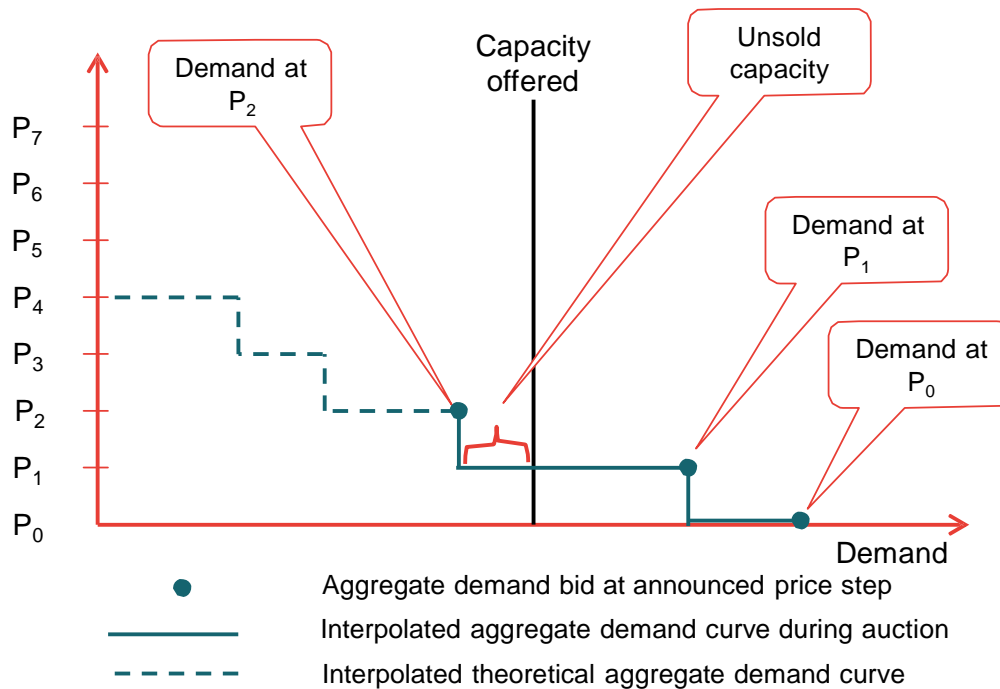 Capacity
offered
Unsold
capacity
Demand at
P₂
P₇
P₆
P₅
Demand at
P₁
P₄
P₃
Demand at
P₀
P₂
P₁
P₀
Demand
Aggregate demand bid at announced price step
Interpolated aggregate demand curve during auction
Interpolated theoretical aggregate demand curve